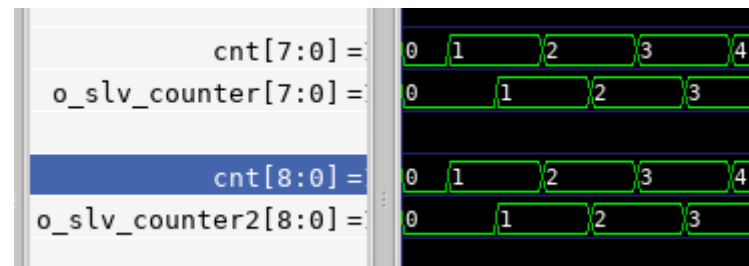 cnt[7:0] = 0 1 2 3 4
o_slv_counter[7:0] = 0 1 2 3
cnt[8:0] = 0 1 2 3 4
o_slv_counter2[8:0] = 0 1 2 3